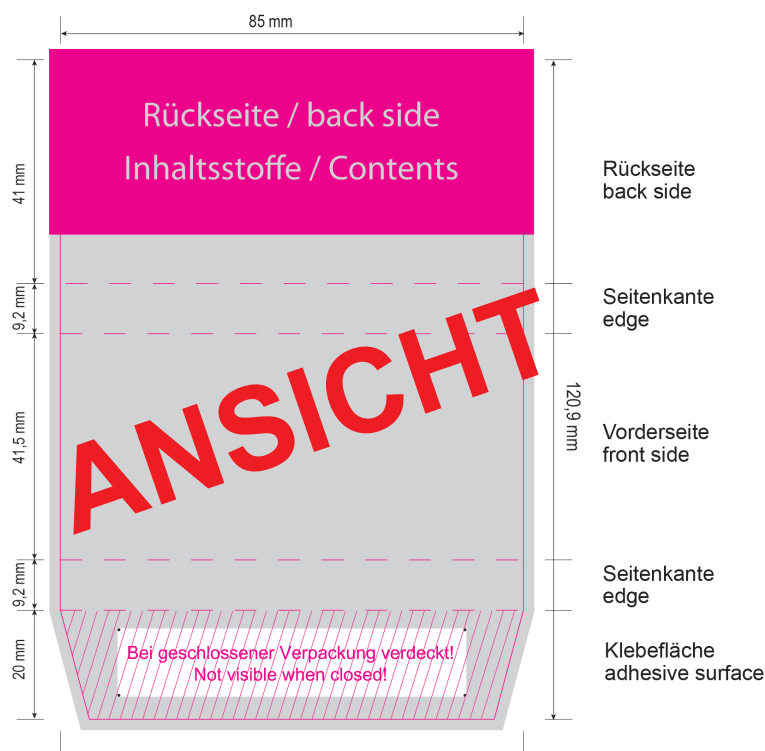 85 mm
Rückseite / back side
Inhaltsstoffe / Contents
41 mm
Rückseite
back side
9,2 mm
Seitenkante
edge
ANSICHT
120,9 mm
41,5 mm
Vorderseite
front side
9,2 mm
Seitenkante
edge
20 mm
Bei geschlossener Verpackung verdeckt!
Not visible when closed!
Klebefläche
adhesive surface